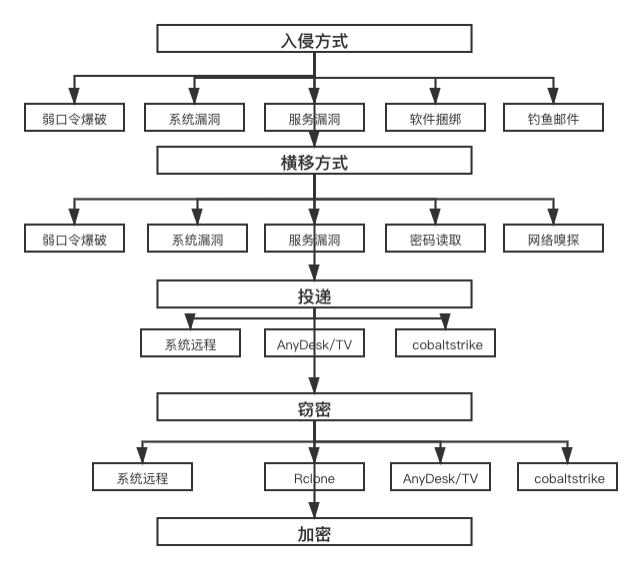 入侵方式
弱口令爆破 系统漏洞 服务漏洞 软件捆绑 钓鱼邮件
横移方式
弱口令爆破 系统漏洞 服务漏洞 密码读取 网络嗅探
投递
系统远程 AnyDesk/TV cobaltstrike
窃密
系统远程 Rclone AnyDesk/TV cobaltstrike
加密